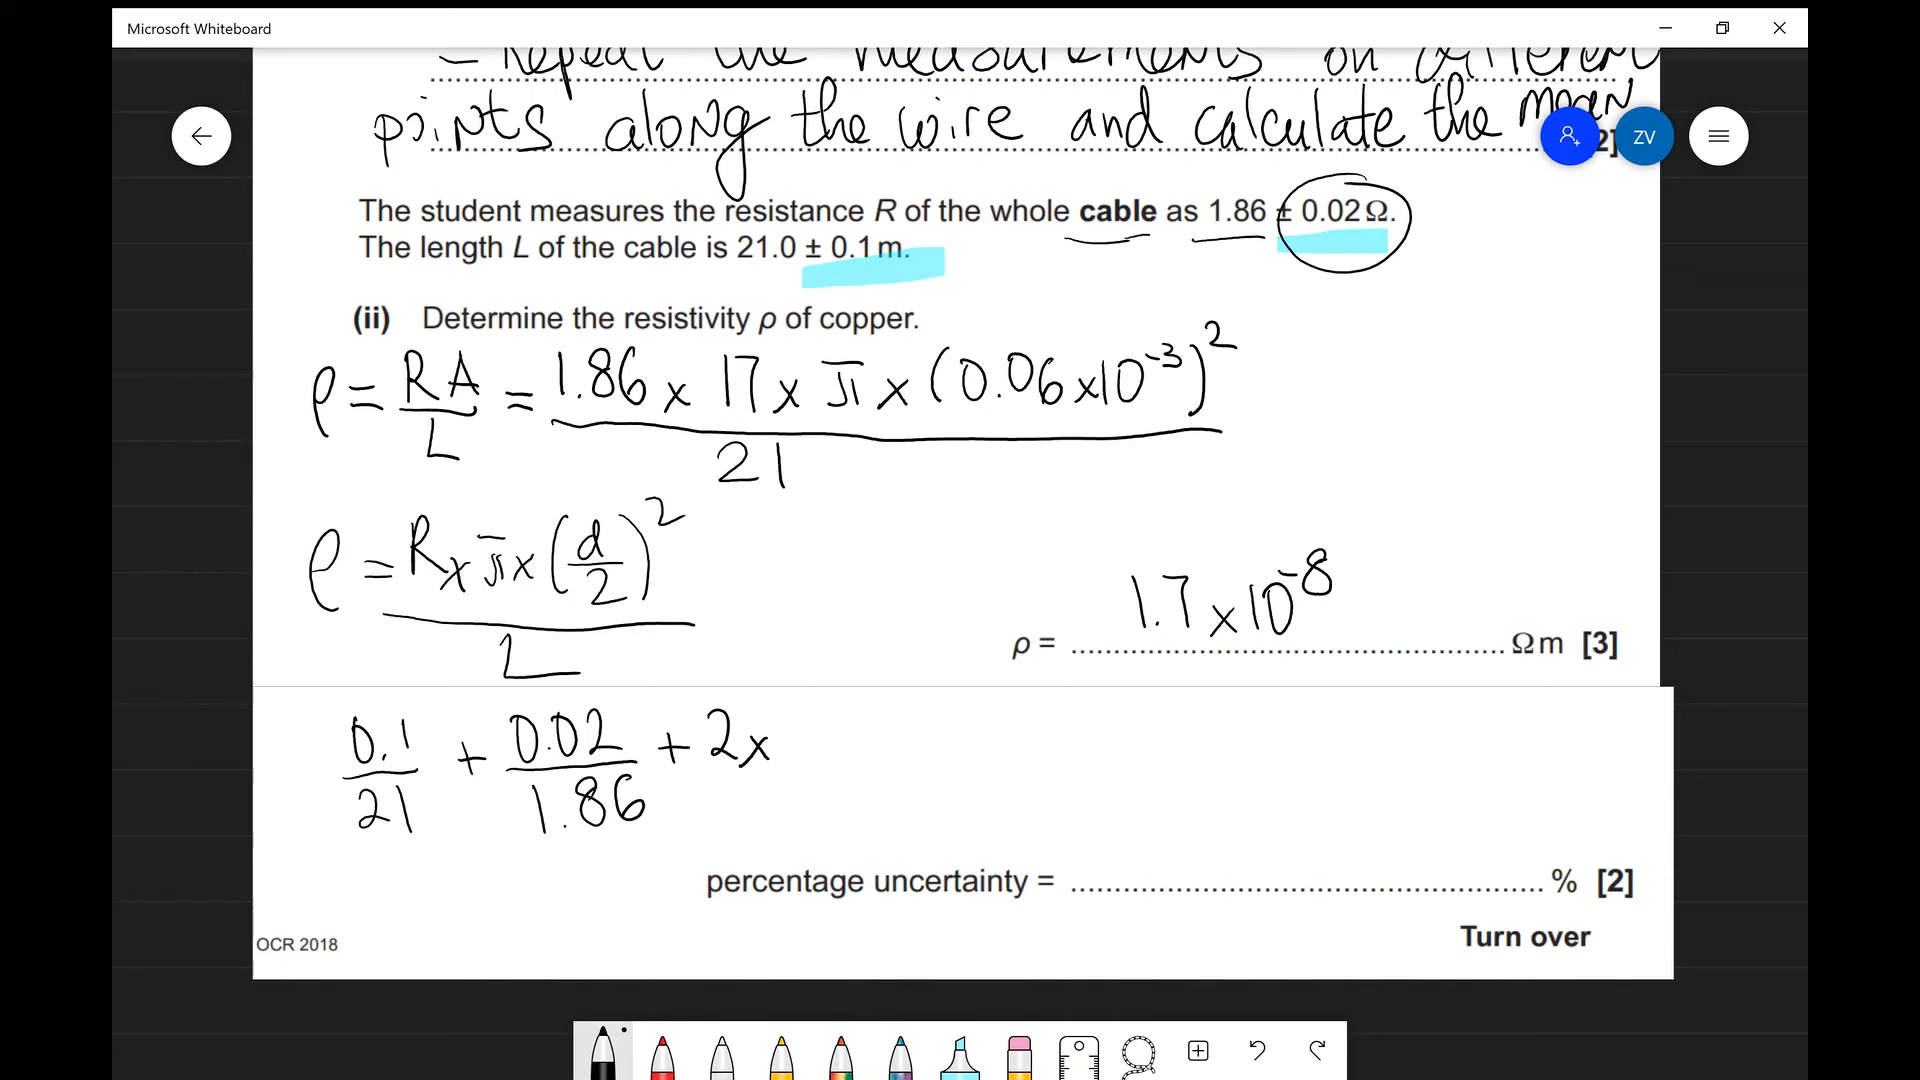 Microsoft Whiteboard
– repeat the measurements on different
points along the wire and calculate the mean
ZV
2]
The student measures the resistance R of the whole cable as 1.86 ± 0.02 Ω.
The length L of the cable is 21.0 ± 0.1 m.
(ii) Determine the resistivity ρ of copper.
ρ = RA/L = 1.86 × 17 × π × (0.06 × 10⁻³)² / 21
ρ = R × π × (d/2)² / L
1.7 × 10⁻⁸
ρ = .................................................. Ω m [3]
0.1/21 + 0.02/1.86 + 2 ×
percentage uncertainty = .................................................. % [2]
OCR 2018
Turn over